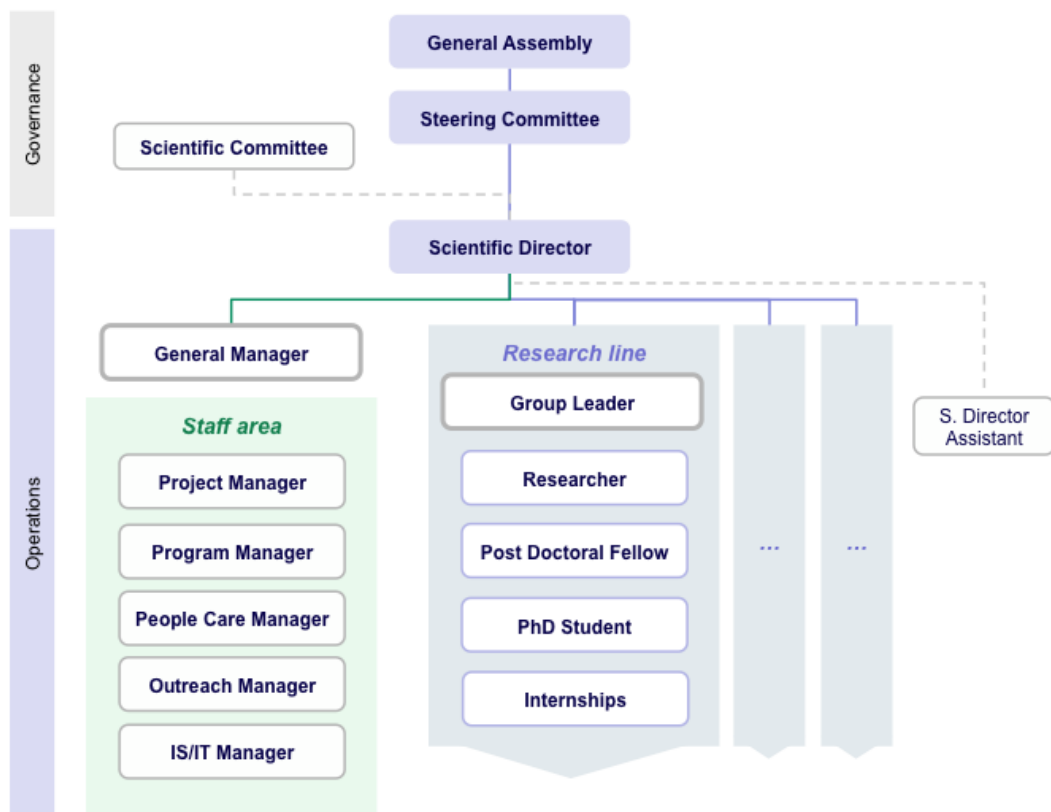 Governance
General Assembly
Steering Committee
Scientific Committee
Operations
Scientific Director
General Manager
Staff area
Project Manager
Program Manager
People Care Manager
Outreach Manager
IS/IT Manager
Research line
Group Leader
Researcher
Post Doctoral Fellow
PhD Student
Internships
...
...
S. Director
Assistant